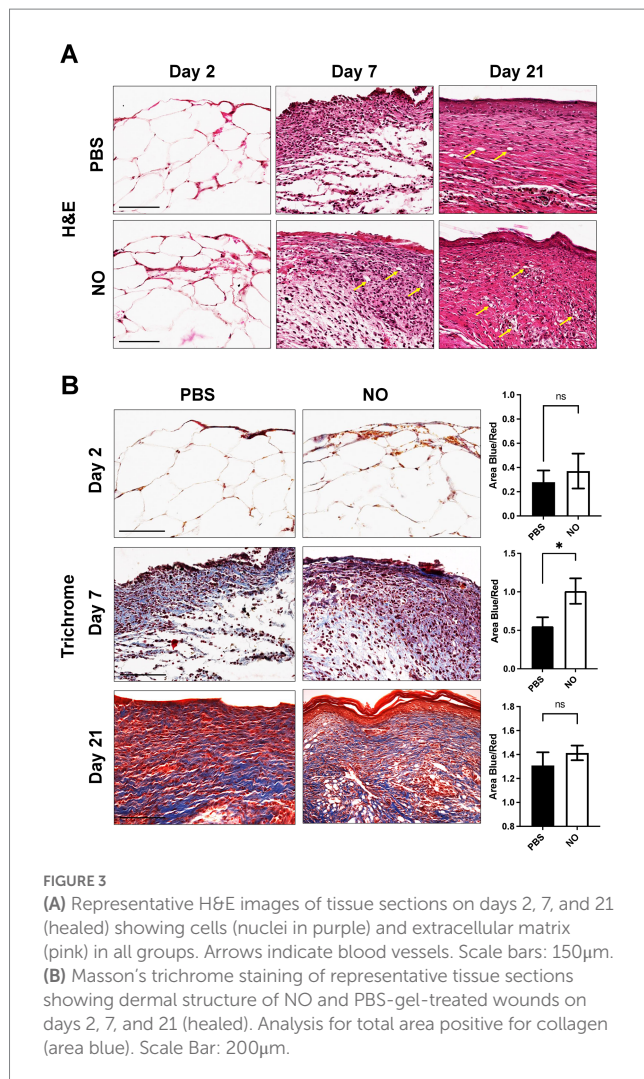 A
Day 2
Day 7
Day 21
H&E
PBS
NO
B
PBS
NO
Trichrome
Day 2
Area Blue/Red
1.0
0.8
0.6
0.4
0.2
0.0
ns
PBS
NO
Day 7
Area Blue/Red
1.5
1.0
0.5
0.0
*
PBS
NO
Day 21
Area Blue/Red
1.8
1.6
1.4
1.2
1.0
0.8
ns
PBS
NO
FIGURE 3
(A) Representative H&E images of tissue sections on days 2, 7, and 21
(healed) showing cells (nuclei in purple) and extracellular matrix
(pink) in all groups. Arrows indicate blood vessels. Scale bars: 150μm.
(B) Masson's trichrome staining of representative tissue sections
showing dermal structure of NO and PBS-gel-treated wounds on
days 2, 7, and 21 (healed). Analysis for total area positive for collagen
(area blue). Scale Bar: 200μm.